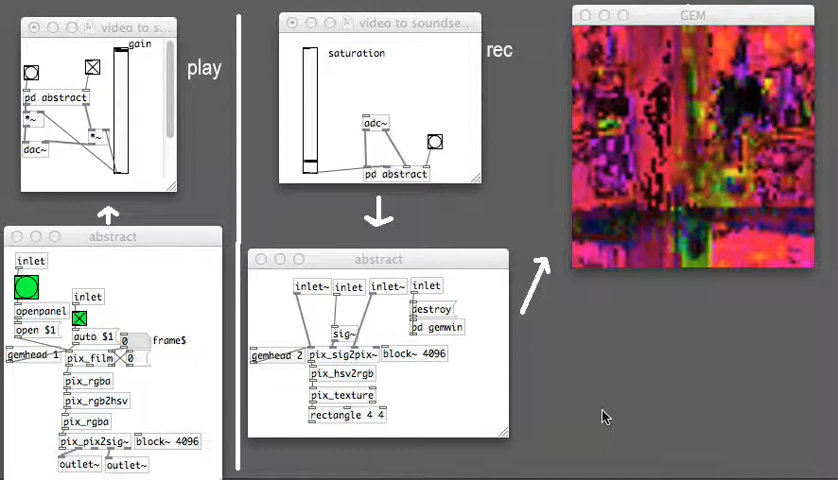 video to s...
gain
play
pd abstract
*~
*~
dac~
video to soundse...
saturation
rec
adc~
pd abstract
GEM
abstract
inlet
inlet
openpanel
open $1
auto $1
0
frame$
gemhead 1
pix_film
0
pix_rgba
pix_rgb2hsv
pix_rgba
pix_pix2sig~
block~ 4096
outlet~
outlet~
abstract
inlet~
inlet
inlet~
inlet
destroy
sig~
pd gemwin
gemhead 2
pix_sig2pix~
block~ 4096
pix_hsv2rgb
pix_texture
rectangle 4 4